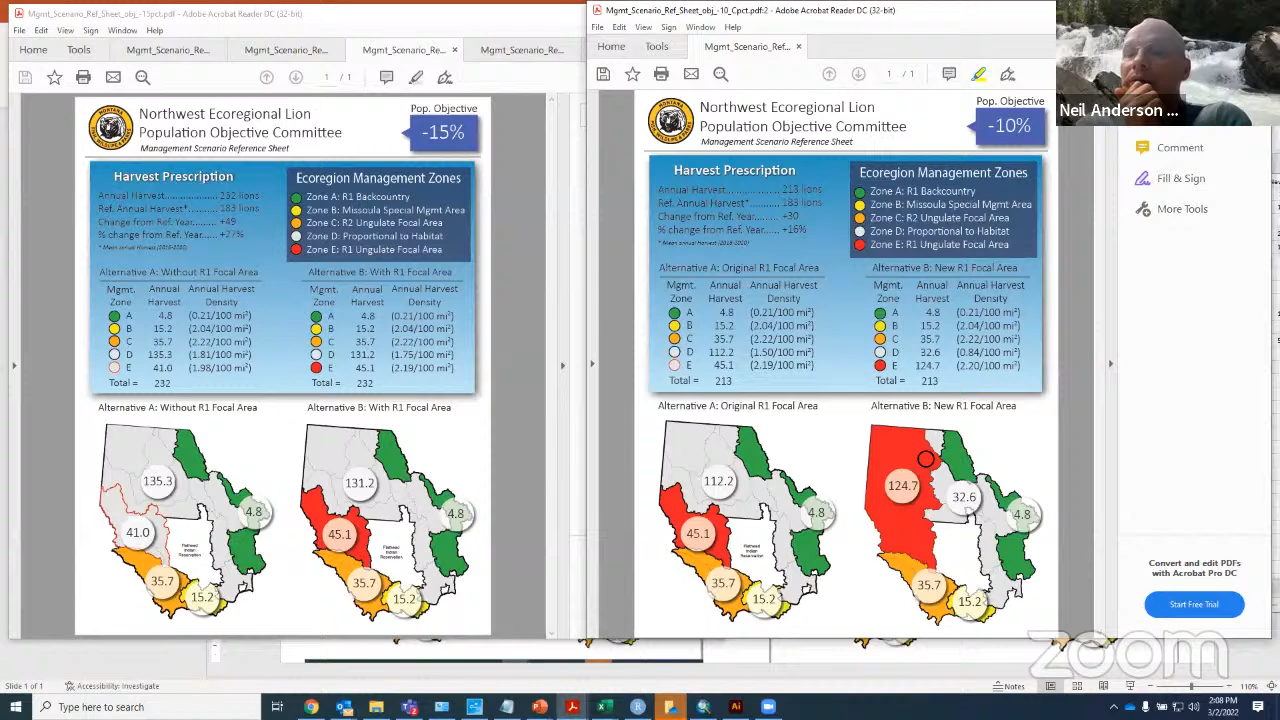 Mgmt_Scenario_Ref_Sheet_obj_-15pct.pdf - Adobe Acrobat Reader DC (32-bit)
File Edit View Sign Window Help
Home Tools Mgmt_Scenario_Re... Mgmt_Scenario_Re... Mgmt_Scenario_Re... × Mgmt_Scenario_Re...
1 / 1
Northwest Ecoregional Lion
Population Objective Committee
Management Scenario Reference Sheet
Pop. Objective
-15%
Harvest Prescription
Annual Harvest 232 lions
Ref. Annual Harvest* 183 lions
Change from Ref. Year +49
% change from Ref. Year +27%
* Mean annual Harvest (2018-2020)
Ecoregion Management Zones
Zone A: R1 Backcountry
Zone B: Missoula Special Mgmt Area
Zone C: R2 Ungulate Focal Area
Zone D: Proportional to Habitat
Zone E: R1 Ungulate Focal Area
Alternative A: Without R1 Focal Area
Mgmt. Annual Annual Harvest
Zone Harvest Density
A 4.8 (0.21/100 mi²)
B 15.2 (2.04/100 mi²)
C 35.7 (2.22/100 mi²)
D 135.3 (1.81/100 mi²)
E 41.0 (1.98/100 mi²)
Total = 232
Alternative B: With R1 Focal Area
Mgmt. Annual Annual Harvest
Zone Harvest Density
A 4.8 (0.21/100 mi²)
B 15.2 (2.04/100 mi²)
C 35.7 (2.22/100 mi²)
D 131.2 (1.75/100 mi²)
E 45.1 (2.19/100 mi²)
Total = 232
Alternative A: Without R1 Focal Area
135.3
4.8
41.0
Flathead
Indian
Reservation
35.7
15.2
Alternative B: With R1 Focal Area
131.2
4.8
45.1
Flathead
Indian
Reservation
35.7
15.2
Mgmt_Scenario_Ref_Sheet_obj_-10_Cpct.pdf:2 - Adobe Acrobat Reader DC (32-bit)
File Edit View Sign Window Help
Home Tools Mgmt_Scenario_Ref... ×
1 / 1
Northwest Ecoregional Lion
Population Objective Committee
Management Scenario Reference Sheet
Pop. Objective
-10%
Harvest Prescription
Annual Harvest 213 lions
Ref. Annual Harvest* 183 lions
Change from Ref. Year +30
% change from Ref. Year +16%
* Mean annual Harvest (2018-2020)
Ecoregion Management Zones
Zone A: R1 Backcountry
Zone B: Missoula Special Mgmt Area
Zone C: R2 Ungulate Focal Area
Zone D: Proportional to Habitat
Zone E: R1 Ungulate Focal Area
Alternative A: Original R1 Focal Area
Mgmt. Annual Annual Harvest
Zone Harvest Density
A 4.8 (0.21/100 mi²)
B 15.2 (2.04/100 mi²)
C 35.7 (2.22/100 mi²)
D 112.2 (1.50/100 mi²)
E 45.1 (2.19/100 mi²)
Total = 213
Alternative B: New R1 Focal Area
Mgmt. Annual Annual Harvest
Zone Harvest Density
A 4.8 (0.21/100 mi²)
B 15.2 (2.04/100 mi²)
C 35.7 (2.22/100 mi²)
D 32.6 (0.84/100 mi²)
E 124.7 (2.20/100 mi²)
Total = 213
Alternative A: Original R1 Focal Area
112.2
4.8
45.1
Flathead
Indian
Reservation
35.7
15.2
Alternative B: New R1 Focal Area
124.7
32.6
4.8
35.7
15.2
Neil Anderson ...
Comment
Fill & Sign
More Tools
Convert and edit PDFs
with Acrobat Pro DC
Start Free Trial
zoom
Slide 1 of 1 Accessibility: Investigate Notes 110%
Type here to search
2:08 PM
3/2/2022